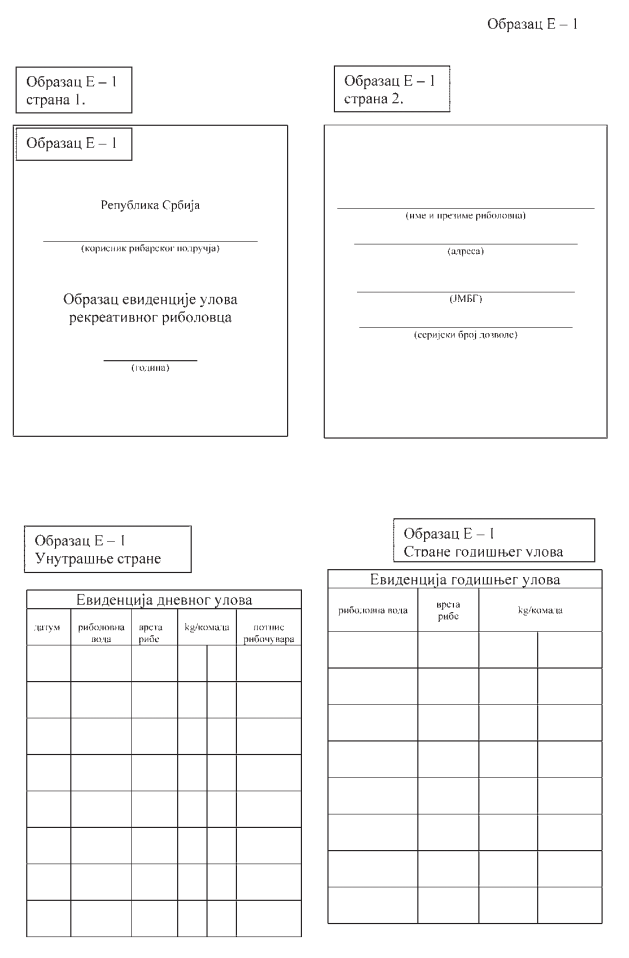 Образац Е – 1
Образац Е – 1
страна 1.
Образац Е – 1
страна 2.
Образац Е – 1
Република Србија
(корисник рибарског подручја)
Образац евиденције улова
рекреативног риболовца
(година)
(име и презиме риболовца)
(адреса)
(ЈМБГ)
(серијски број дозволе)
Образац Е – 1
Унутрашње стране
Евиденција дневног улова
датум
риболовна
вода
врста
рибе
kg/комада
потпис
рибочувара
Образац Е – 1
Стране годишњег улова
Евиденција годишњег улова
риболовна вода
врста
рибе
kg/комада